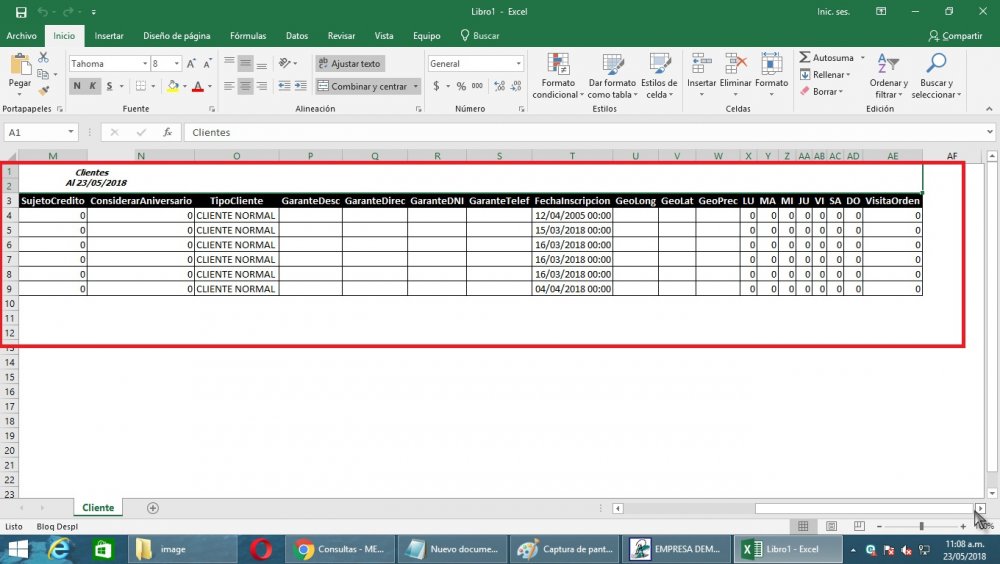 Libro1 - Excel
Inic. ses.
Archivo Inicio Insertar Diseño de página Fórmulas Datos Revisar Vista Equipo Buscar Compartir
Pegar
Tahoma 8 A A
N K S A
Ajustar texto
Combinar y centrar
General
$ % 000
Formato condicional
Dar formato como tabla
Estilos de celda
Insertar Eliminar Formato
Autosuma
Rellenar
Borrar
Ordenar y filtrar
Buscar y seleccionar
Portapapeles Fuente Alineación Número Estilos Celdas Edición
A1 fx Clientes
M N O P Q R S T U V W X Y Z AA AB AC AD AE AF
1 Clientes
2 Al 23/05/2018
3 SujetoCredito ConsiderarAniversario TipoCliente GaranteDesc GaranteDirec GaranteDNI GaranteTelef FechaInscripcion GeoLong GeoLat GeoPrec LU MA MI JU VI SA DO VisitaOrden
4 0 0 CLIENTE NORMAL 12/04/2005 00:00 0 0 0 0 0 0 0 0
5 0 0 CLIENTE NORMAL 15/03/2018 00:00 0 0 0 0 0 0 0 0
6 0 0 CLIENTE NORMAL 16/03/2018 00:00 0 0 0 0 0 0 0 0
7 0 0 CLIENTE NORMAL 16/03/2018 00:00 0 0 0 0 0 0 0 0
8 0 0 CLIENTE NORMAL 16/03/2018 00:00 0 0 0 0 0 0 0 0
9 0 0 CLIENTE NORMAL 04/04/2018 00:00 0 0 0 0 0 0 0 0
10
11
12
13
14
15
16
17
18
19
20
21
22
23
Cliente
Listo Bloq Despl
image Consultas - ME... Nuevo docume... Captura de pant... EMPRESA DEM... Libro1 - Excel
11:08 a.m.
23/05/2018